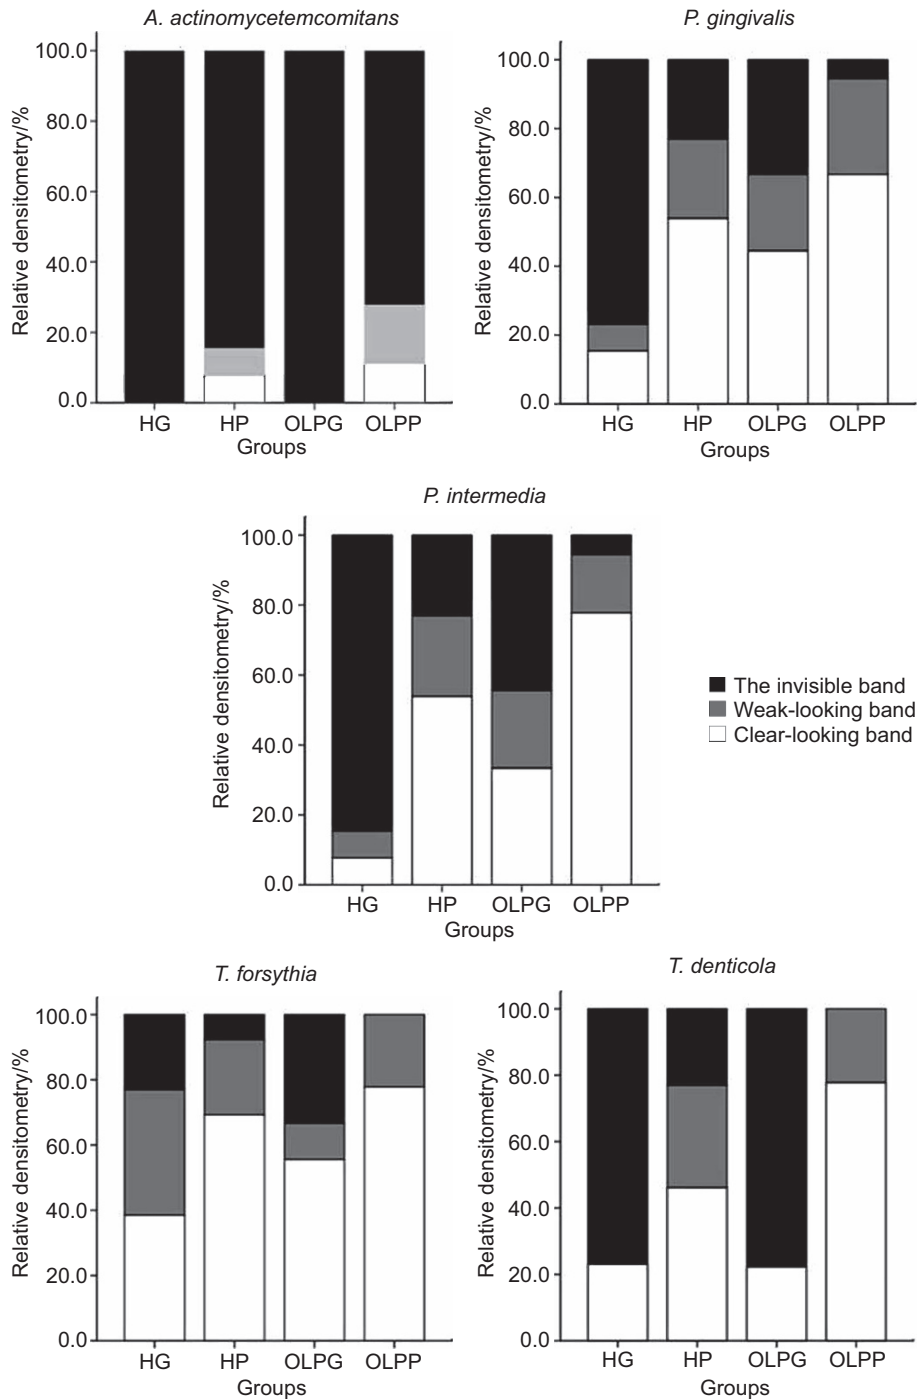 A. actinomycetemcomitans
Relative densitometry/%
100.0
80.0
60.0
40.0
20.0
0.0
HG HP OLPG OLPP
Groups
P. gingivalis
Relative densitometry/%
100.0
80.0
60.0
40.0
20.0
0.0
HG HP OLPG OLPP
Groups
P. intermedia
Relative densitometry/%
100.0
80.0
60.0
40.0
20.0
0.0
HG HP OLPG OLPP
Groups
The invisible band
Weak-looking band
Clear-looking band
T. forsythia
Relative densitometry/%
100.0
80.0
60.0
40.0
20.0
0.0
HG HP OLPG OLPP
Groups
T. denticola
Relative densitometry/%
100.0
80.0
60.0
40.0
20.0
0.0
HG HP OLPG OLPP
Groups